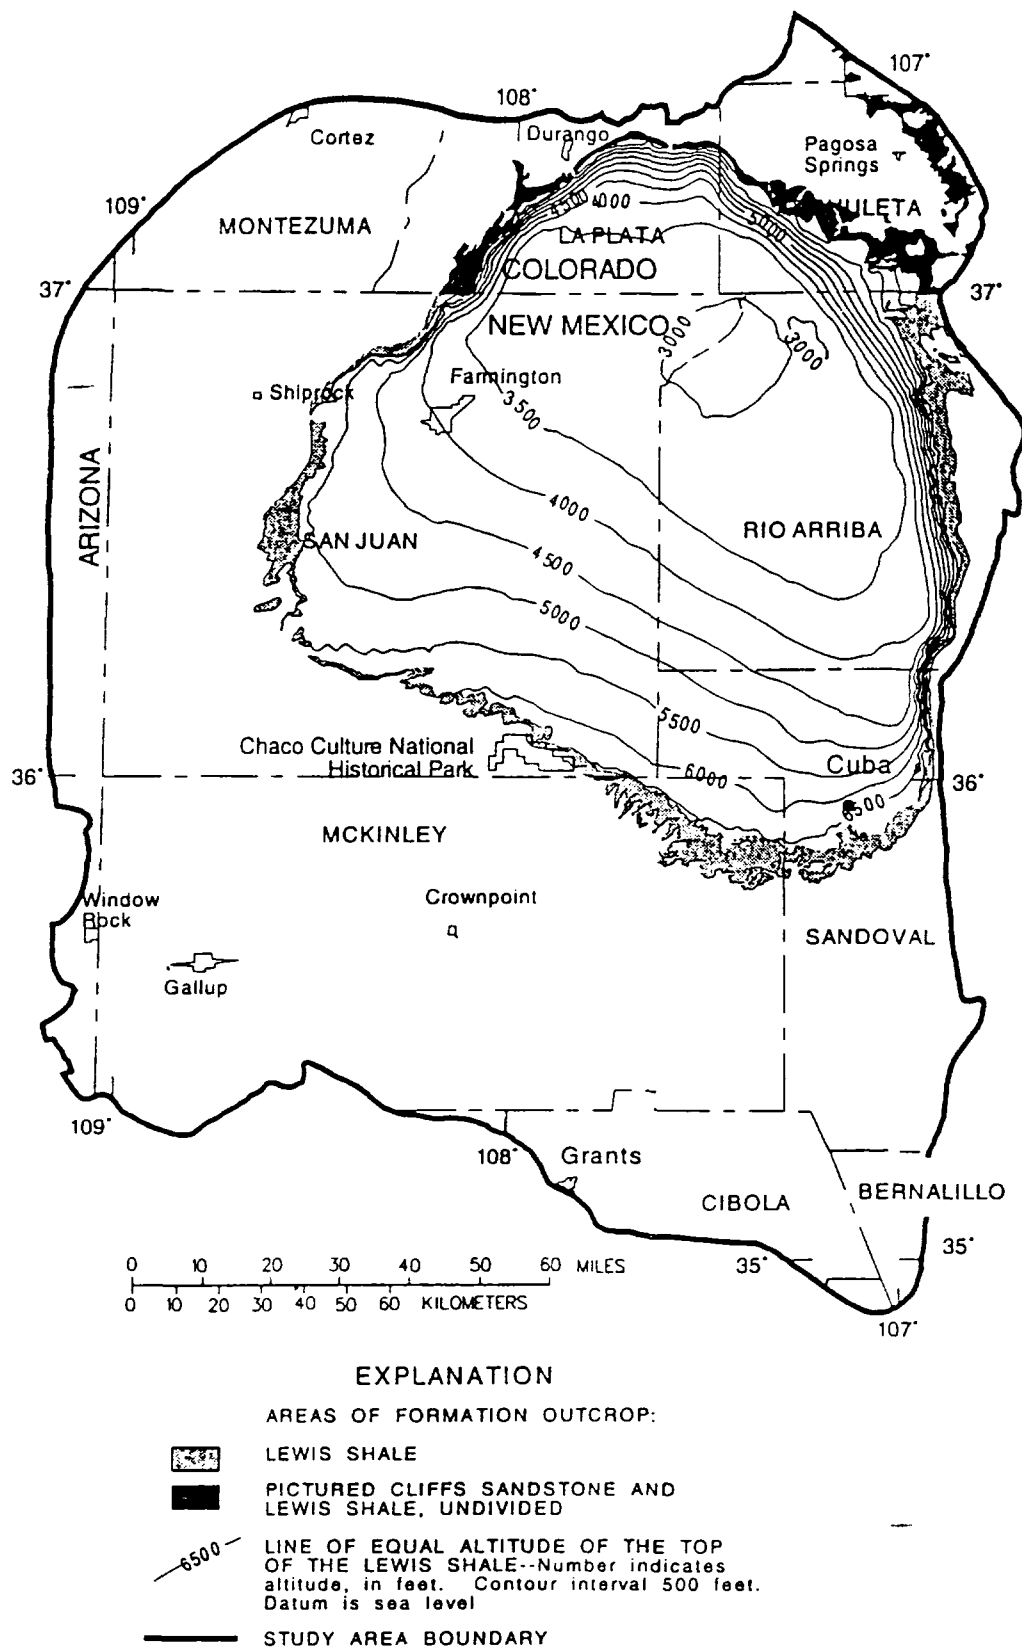 107°
108°
Cortez
Durango
Pagosa
Springs
109°
MONTEZUMA
4500
4000
5000
HULETA
LA PLATA
COLORADO
37°
37°
NEW MEXICO
3000
3000
Shiprock
Farmington
3500
ARIZONA
4000
RIO ARRIBA
SAN JUAN
4500
5000
5500
Chaco Culture National
Historical Park
Cuba
36°
6000
36°
6500
MCKINLEY
Window
Rock
Crownpoint
SANDOVAL
Gallup
109°
108°
Grants
CIBOLA
BERNALILLO
35°
35°
107°
0 10 20 30 40 50 60 MILES
0 10 20 30 40 50 60 KILOMETERS
EXPLANATION
AREAS OF FORMATION OUTCROP:
LEWIS SHALE
PICTURED CLIFFS SANDSTONE AND
LEWIS SHALE, UNDIVIDED
6500
LINE OF EQUAL ALTITUDE OF THE TOP
OF THE LEWIS SHALE--Number indicates
altitude, in feet. Contour interval 500 feet.
Datum is sea level
STUDY AREA BOUNDARY